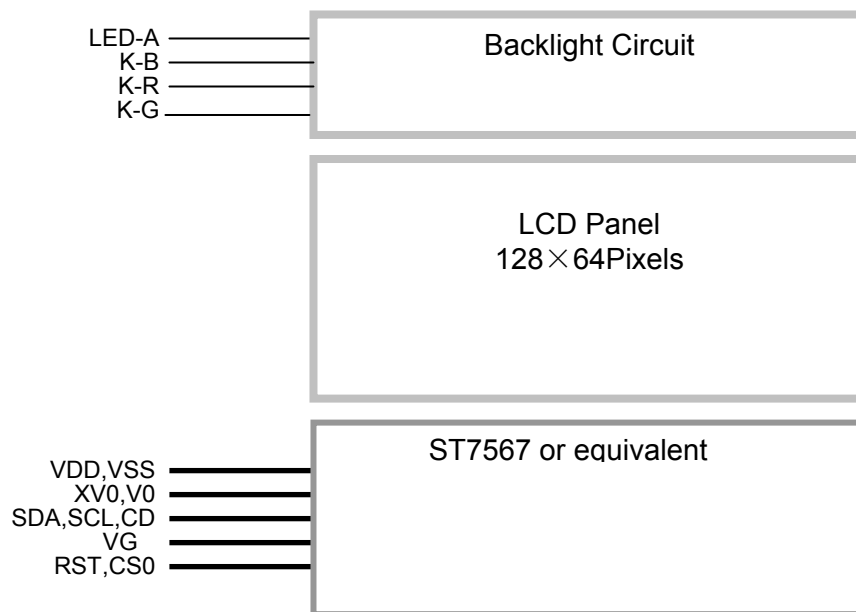 LED-A
K-B
K-R
K-G
Backlight Circuit
LCD Panel
128×64Pixels
ST7567 or equivalent
VDD,VSS
XV0,V0
SDA,SCL,CD
VG
RST,CS0